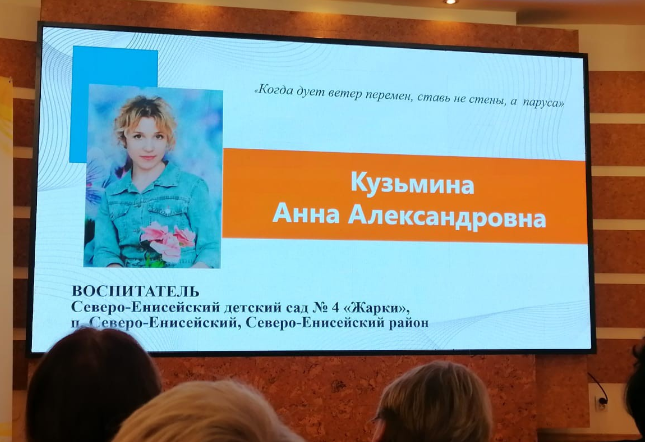 «Когда дует ветер перемен, ставь не стены, а паруса»
Кузьмина
Анна Александровна
ВОСПИТАТЕЛЬ
Северо-Енисейский детский сад № 4 «Жарки»,
п. Северо-Енисейский, Северо-Енисейский район